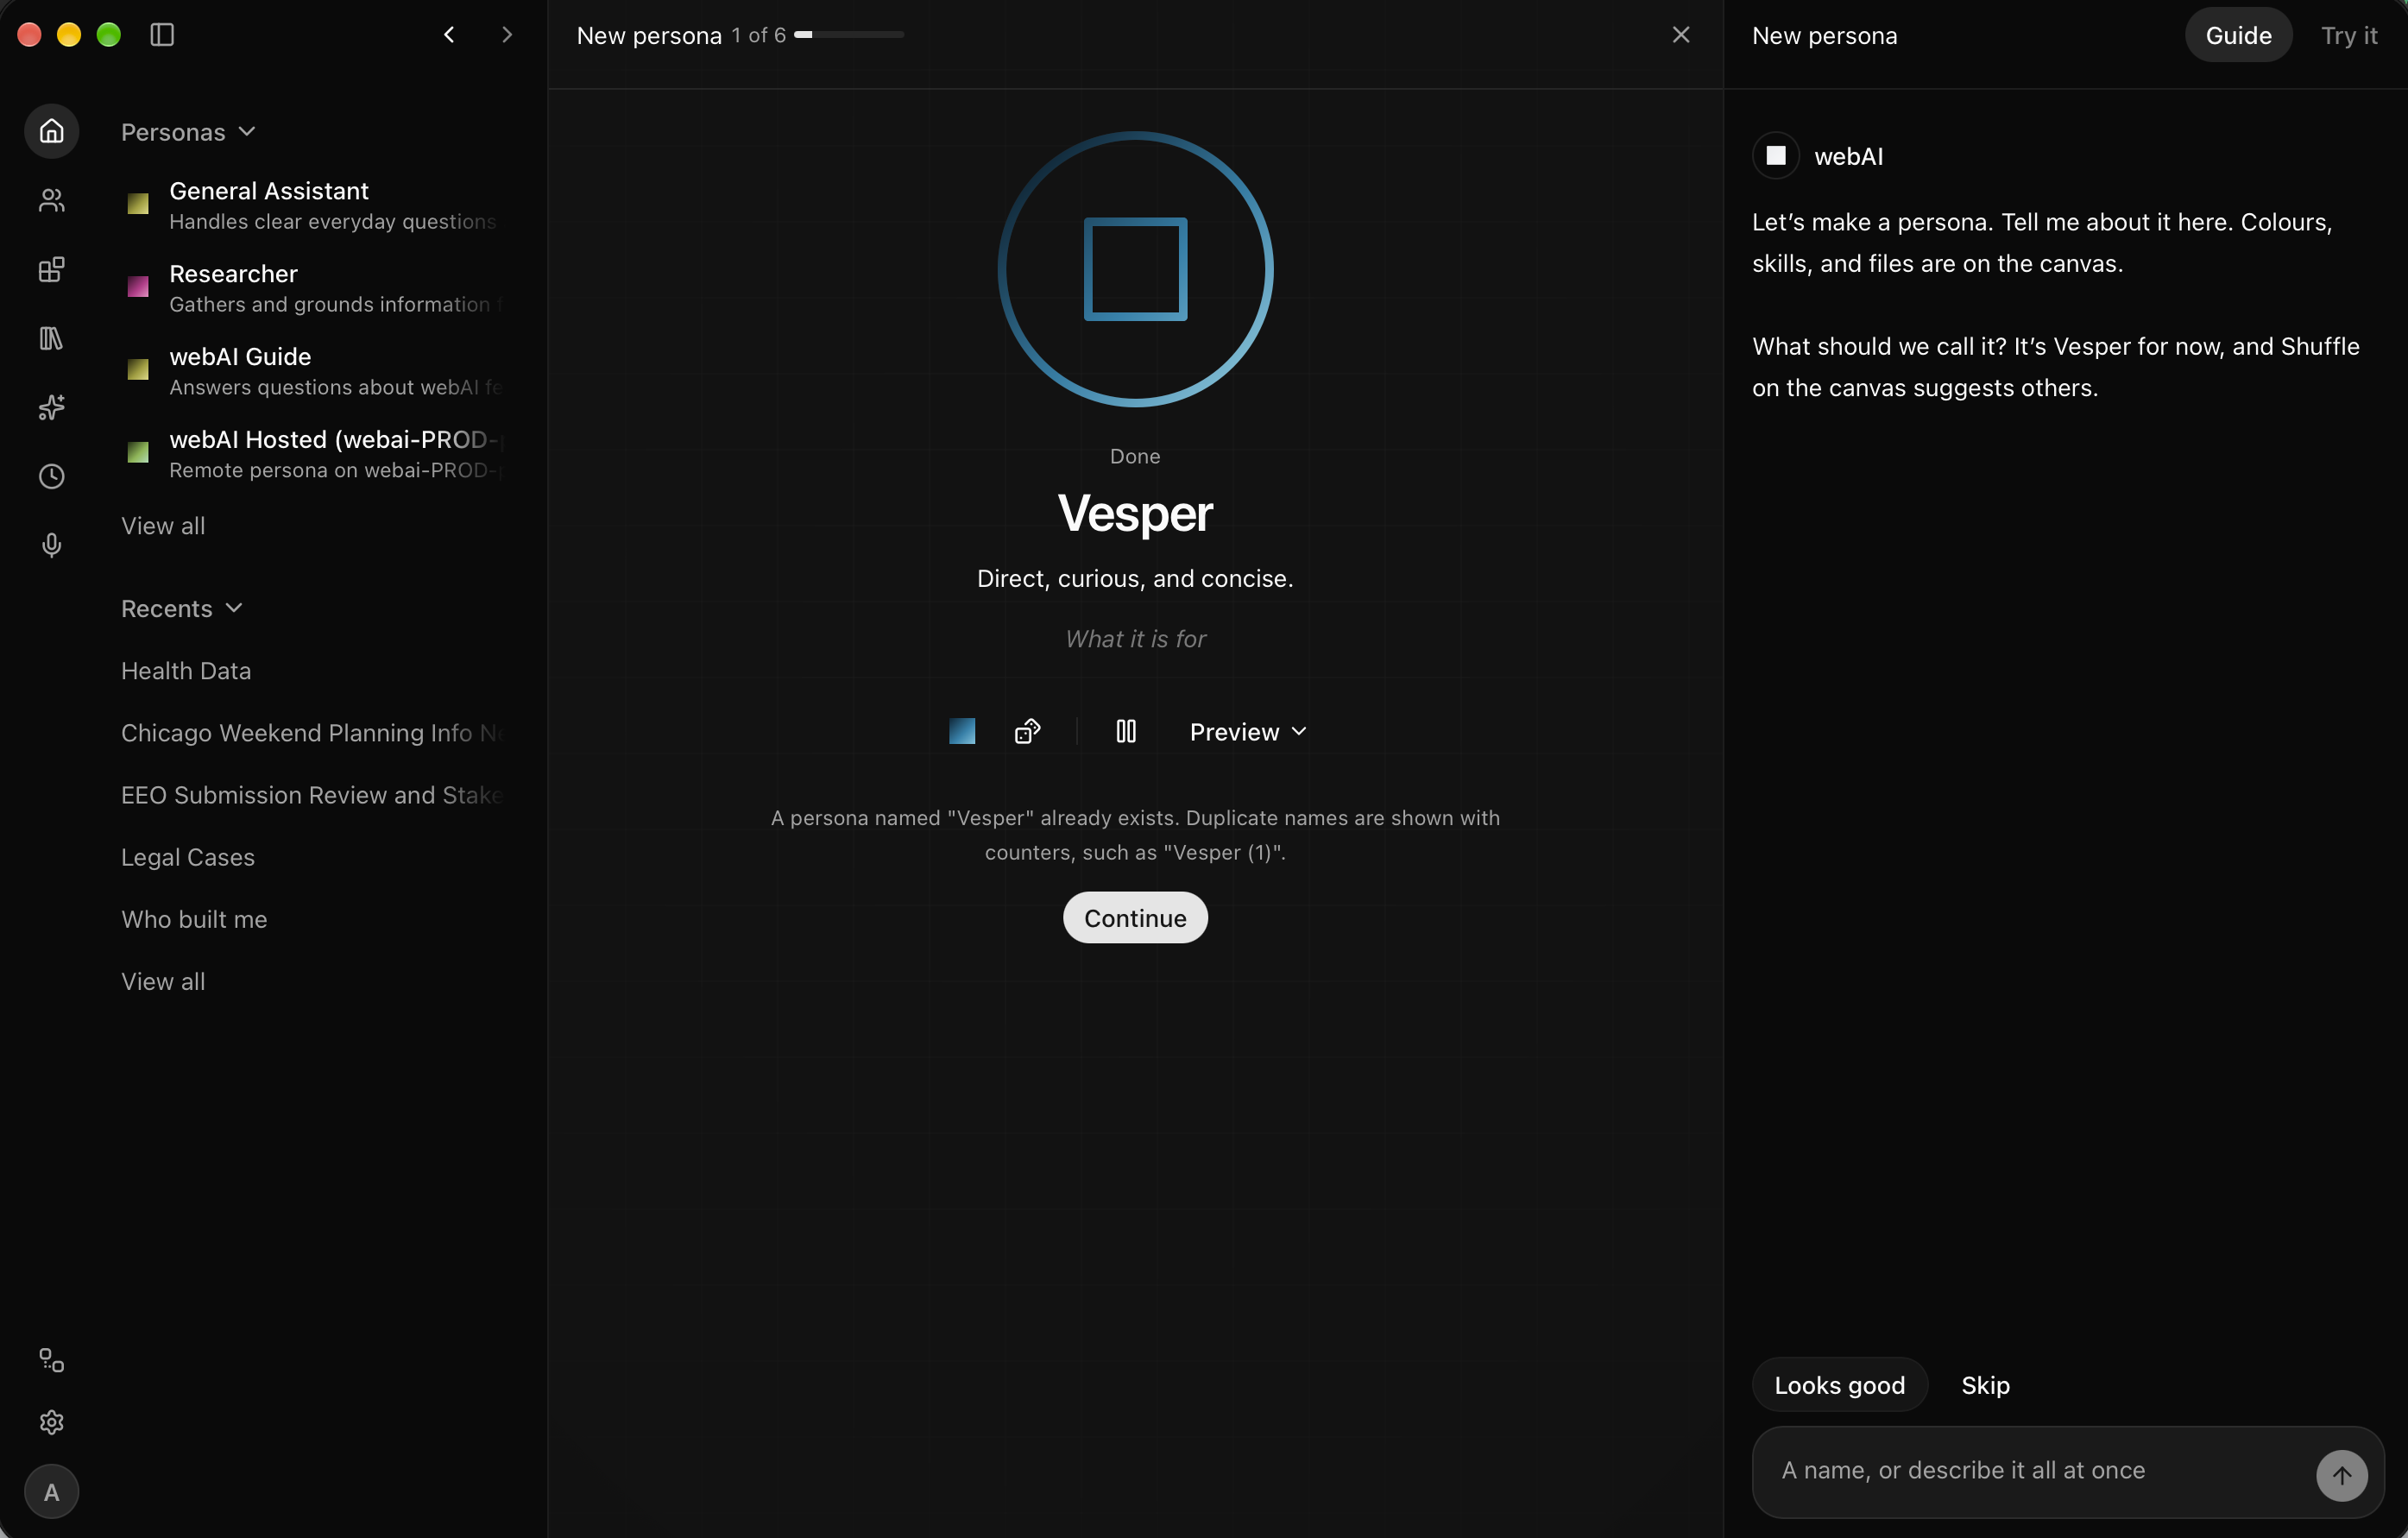 New persona 1 of 6
New persona
Guide
Try it
Personas
General Assistant
Handles clear everyday questions
Researcher
Gathers and grounds information
webAI Guide
Answers questions about webAI
webAI Hosted (webai-PROD-
Remote persona on webai-PROD-
View all
Recents
Health Data
Chicago Weekend Planning Info
EEO Submission Review and
Legal Cases
Who built me
View all
A
Done
Vesper
Direct, curious, and concise.
What it is for
Preview
A persona named "Vesper" already exists. Duplicate names are shown with
counters, such as "Vesper (1)".
Continue
webAI
Let’s make a persona. Tell me about it here. Colours,
skills, and files are on the canvas.
What should we call it? It’s Vesper for now, and Shuffle
on the canvas suggests others.
Looks good
Skip
A name, or describe it all at once